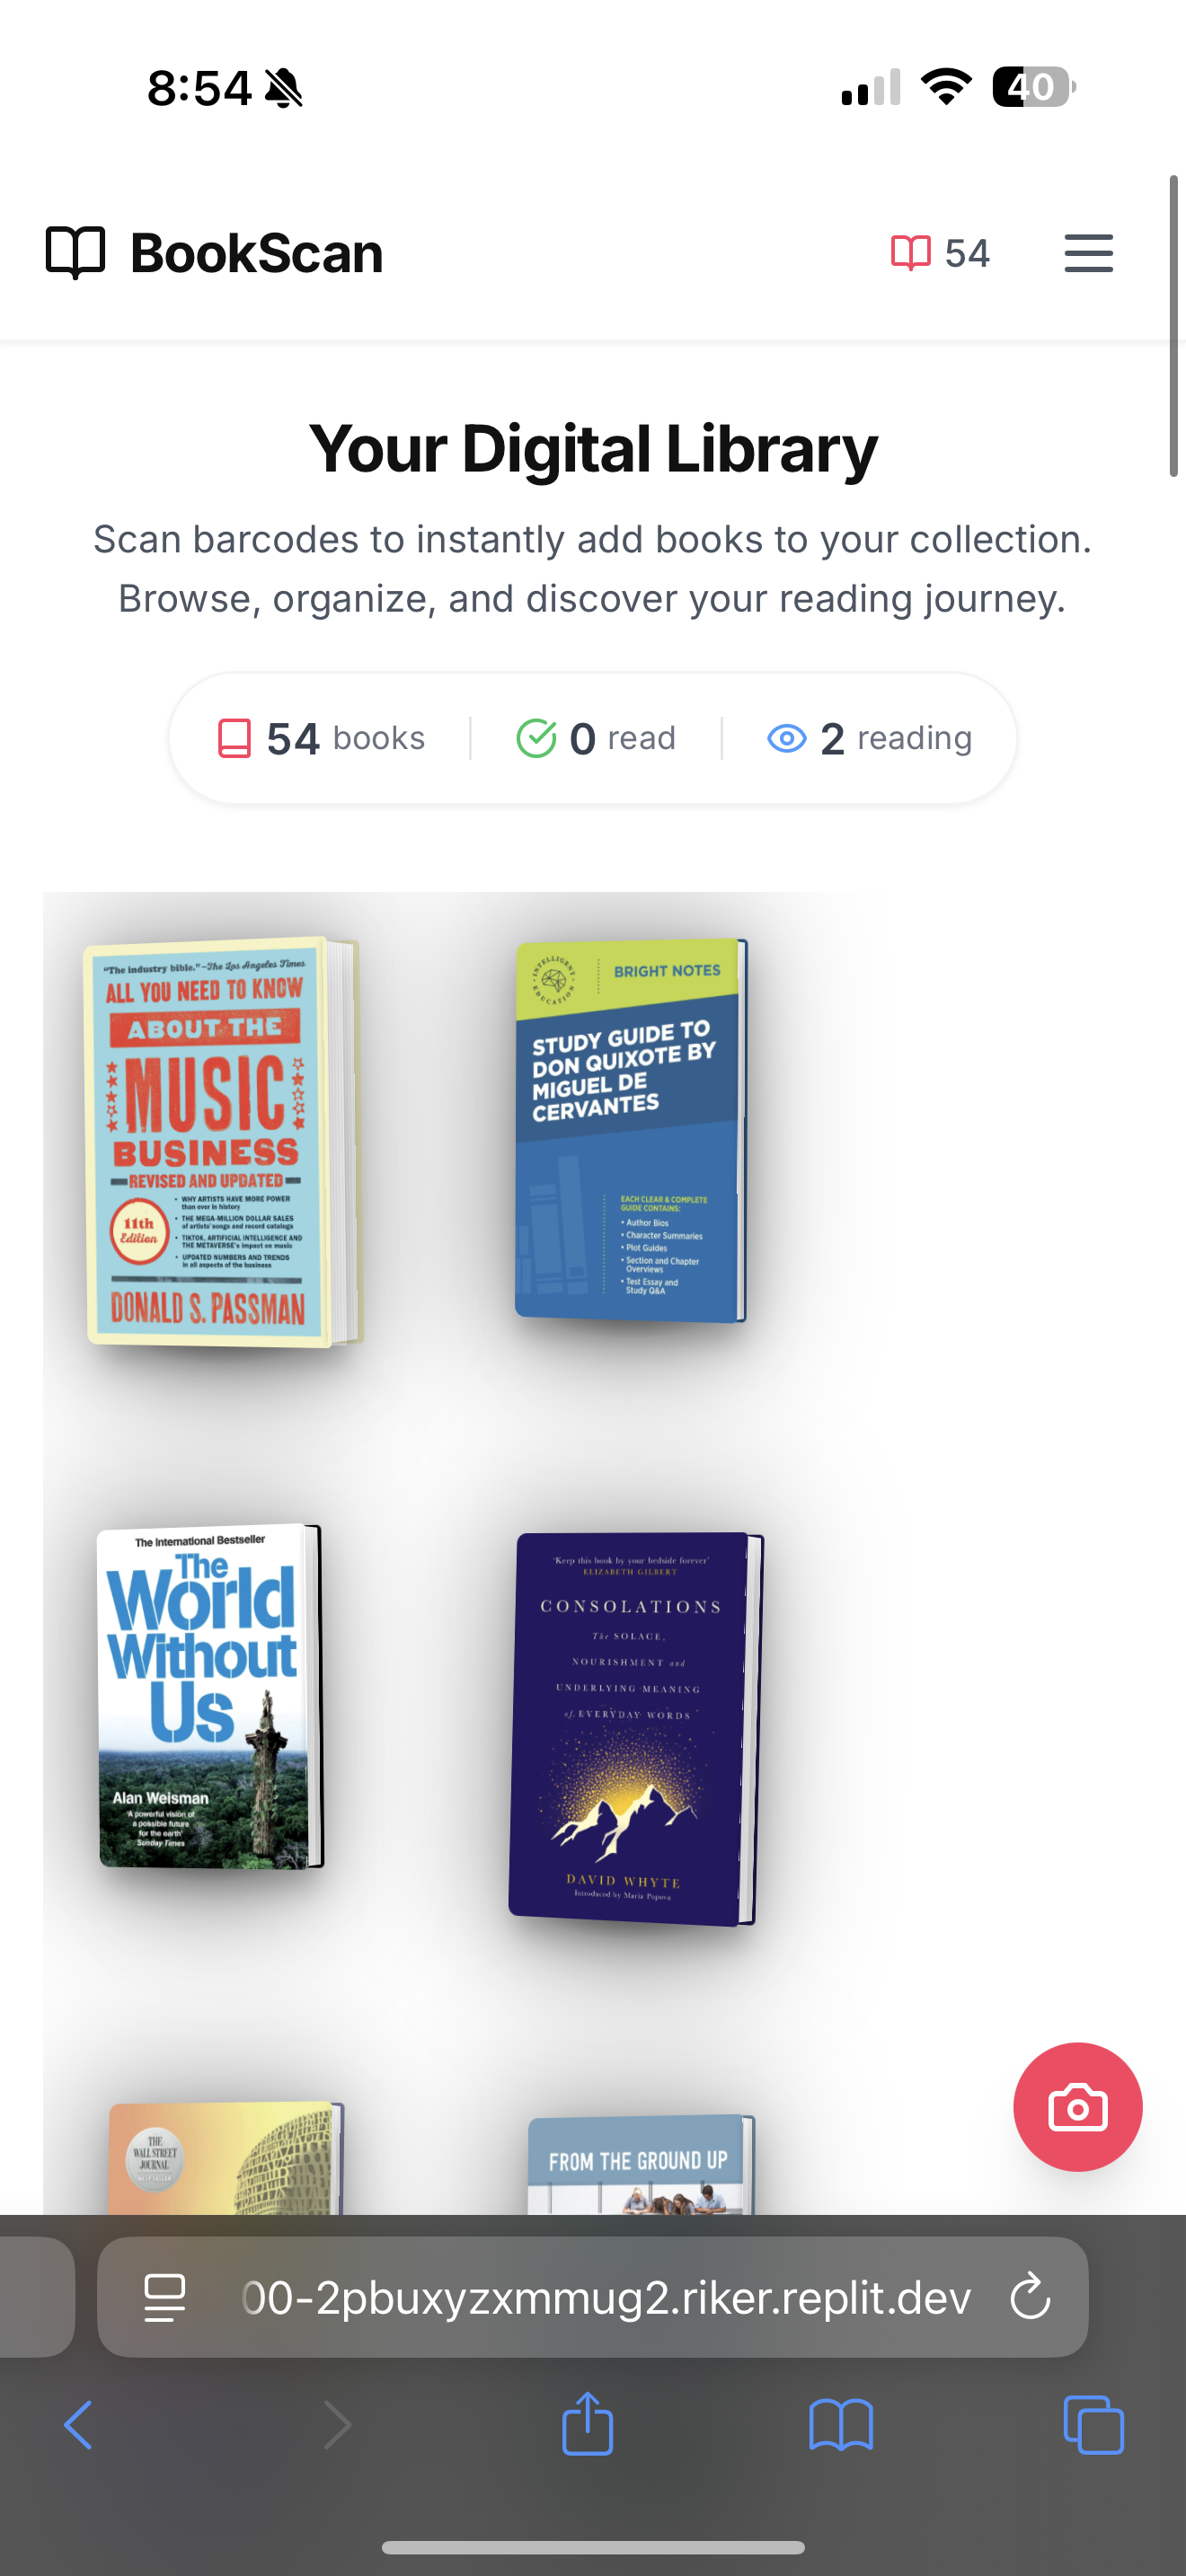 8:54
40
BookScan
54
Your Digital Library
Scan barcodes to instantly add books to your collection.
Browse, organize, and discover your reading journey.
54 books
0 read
2 reading
"The industry bible." –The Los Angeles Times
ALL YOU NEED TO KNOW
ABOUT THE
MUSIC
BUSINESS
REVISED AND UPDATED
11th
Edition
• WHY ARTISTS HAVE MORE POWER
than ever in history
• THE MEGA-MILLION DOLLAR SALES
of artists' songs and record catalogs
• TIKTOK, ARTIFICIAL INTELLIGENCE AND
THE METAVERSE's impact on music
• UPDATED NUMBERS AND TRENDS
in all aspects of the business
DONALD S. PASSMAN
INTELLIGENT
EDUCATION
BRIGHT NOTES
STUDY GUIDE TO
DON QUIXOTE BY
MIGUEL DE
CERVANTES
EACH CLEAR & COMPLETE
GUIDE CONTAINS:
• Author Bios
• Character Summaries
• Plot Guides
• Section and Chapter
Overviews
• Test Essay and
Study Q&A
The International Bestseller
The
World
Without
Us
Alan Weisman
'A powerful vision of
a possible future
for the earth'
Sunday Times
'Keep this book by your bedside forever'
ELIZABETH GILBERT
CONSOLATIONS
The SOLACE,
NOURISHMENT and
UNDERLYING MEANING
of EVERYDAY WORDS
DAVID WHYTE
Introduced by Maria Popova
THE
WALL STREET
JOURNAL
BESTSELLER
FROM THE GROUND UP
00-2pbuxyzxmmug2.riker.replit.dev